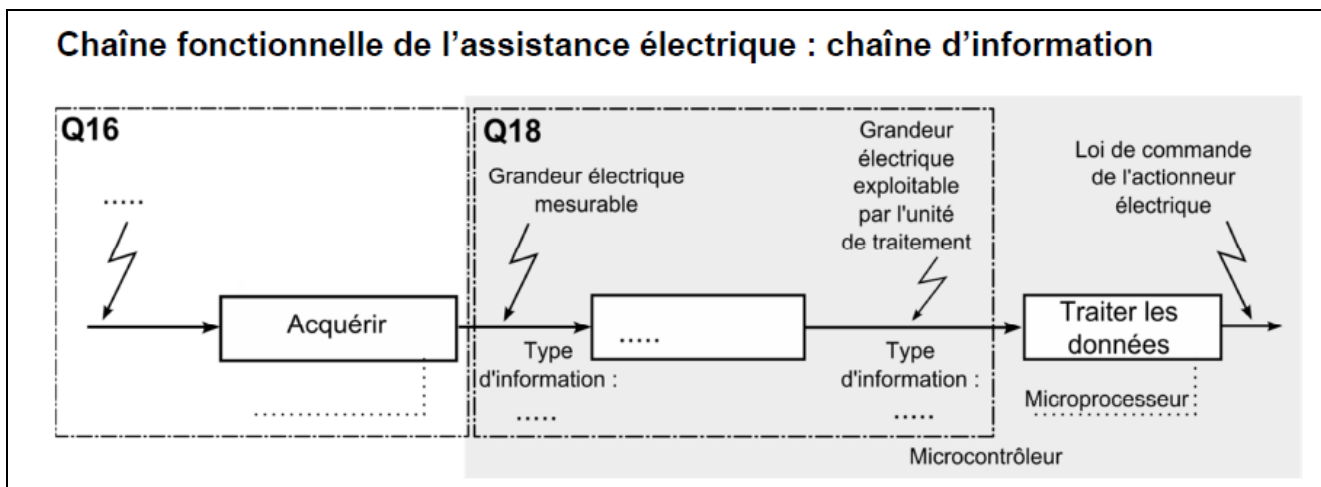 Chaîne fonctionnelle de l'assistance électrique : chaîne d'information
Q16
.....
Acquérir
Q18
Grandeur électrique
mesurable
Type
d'information :
.....
.....
Grandeur
électrique
exploitable
par l'unité
de traitement
Type
d'information :
.....
Loi de commande
de l'actionneur
électrique
Traiter les
données
Microprocesseur
Microcontrôleur